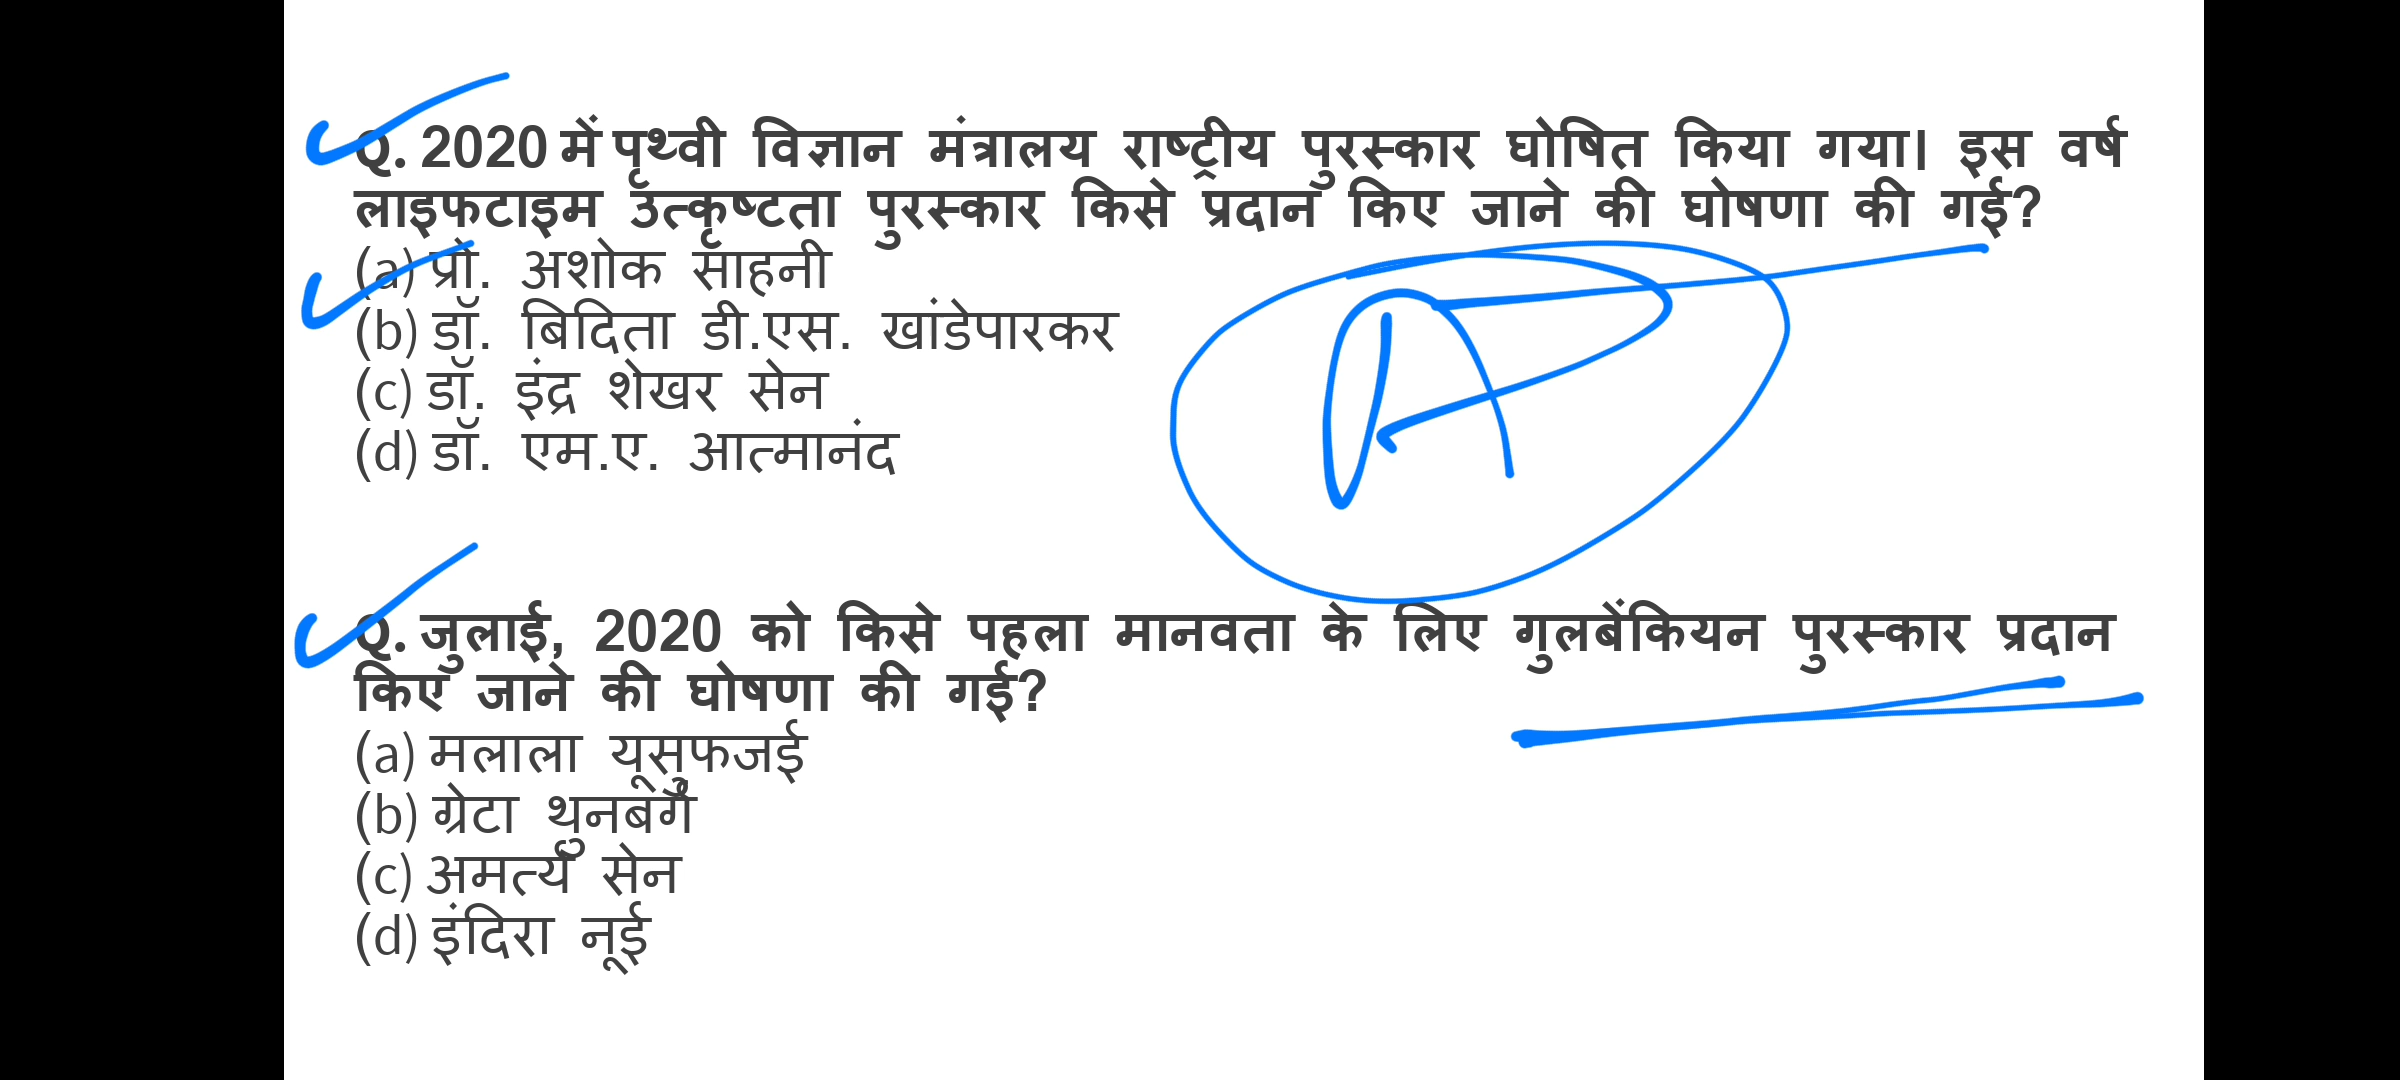 Q. 2020 में पृथ्वी विज्ञान मंत्रालय राष्ट्रीय पुरस्कार घोषित किया गया। इस वर्ष
लाइफटाइम उत्कृष्टता पुरस्कार किसे प्रदान किए जाने की घोषणा की गई?
(a) प्रो. अशोक साहनी
(b) डॉ. बिदिता डी.एस. खांडेपारकर
(c) डॉ. इंद्र शेखर सेन
(d) डॉ. एम.ए. आत्मानंद
A
Q. जुलाई, 2020 को किसे पहला मानवता के लिए गुलबेंकियन पुरस्कार प्रदान
किए जाने की घोषणा की गई?
(a) मलाला यूसुफजई
(b) ग्रेटा थुनबर्ग
(c) अमर्त्य सेन
(d) इंदिरा नूई